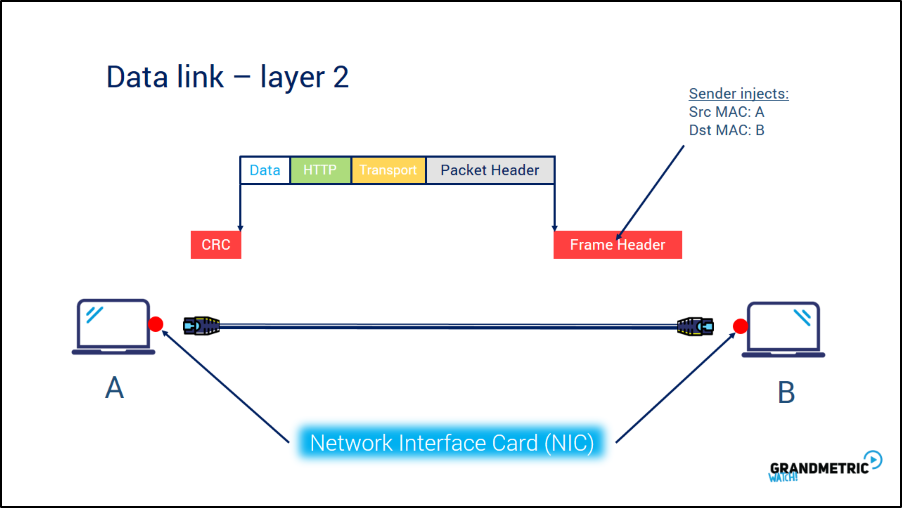 Data link – layer 2
Sender injects:
Src MAC: A
Dst MAC: B
Data HTTP Transport Packet Header
CRC Frame Header
A B
Network Interface Card (NIC)
GRANDMETRIC
WATCH!